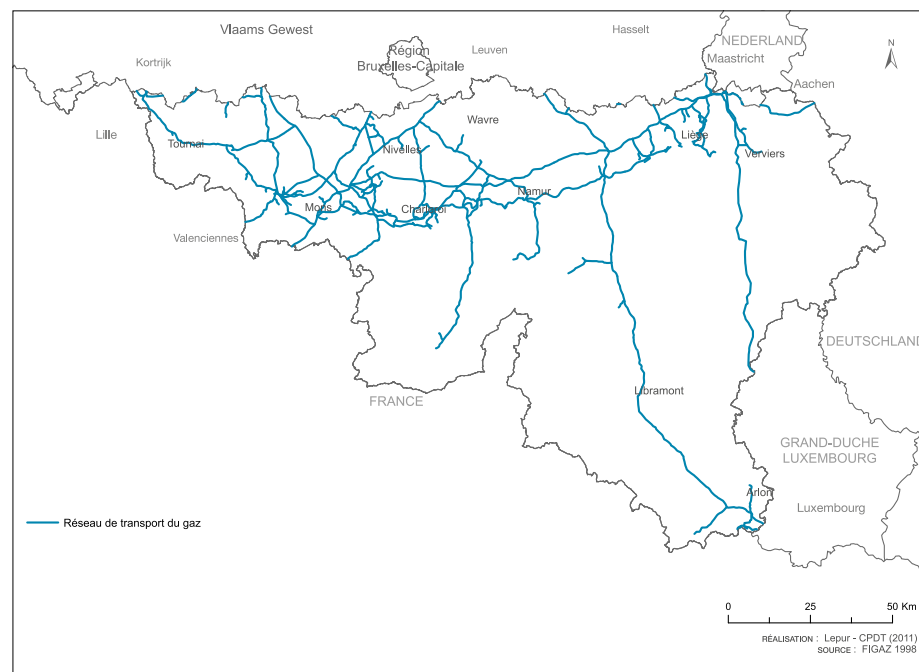 Vlaams Gewest
Hasselt
NEDERLAND
Région
Bruxelles-Capitale
Leuven
Maastricht
N
Kortrijk
Aachen
Lille
Wavre
Tournai
Nivelles
Liège
Verviers
Namur
Mons
Charleroi
Valenciennes
DEUTSCHLAND
Libramont
FRANCE
GRAND-DUCHE
LUXEMBOURG
Arlon
Luxembourg
Réseau de transport du gaz
0 25 50 Km
RÉALISATION : Lepur - CPDT (2011)
SOURCE : FIGAZ 1998